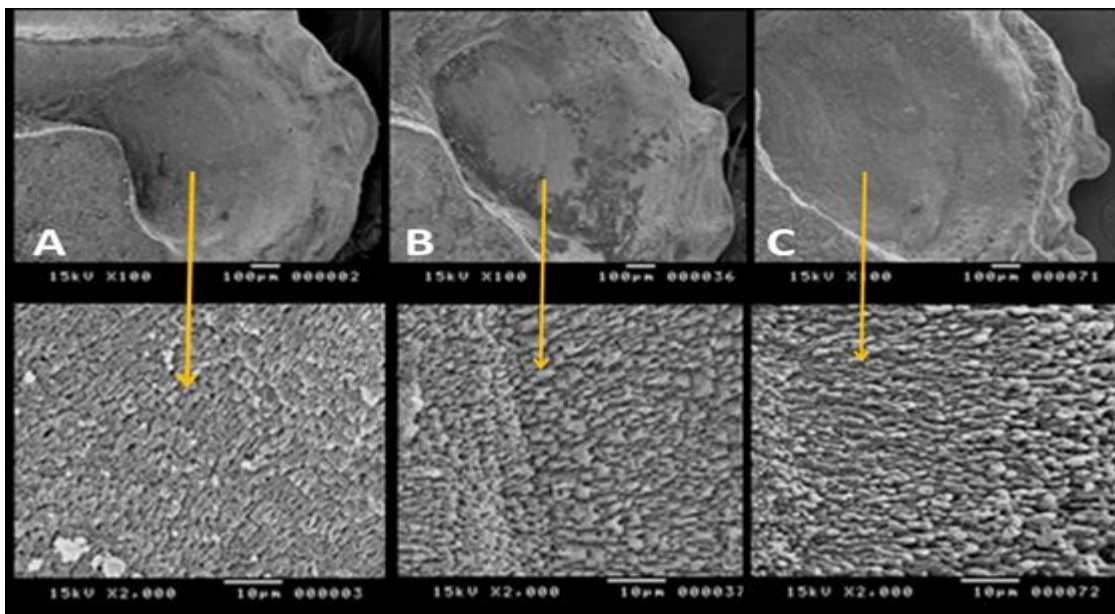 A
B
C
15kV X100 100µm 000002
15kV X100 100µm 000036
15kV 100 100µm 000071
15kV X2,000 10µm 000003
15kV X2,000 10µm 000037
15kV X2,000 10µm 000072